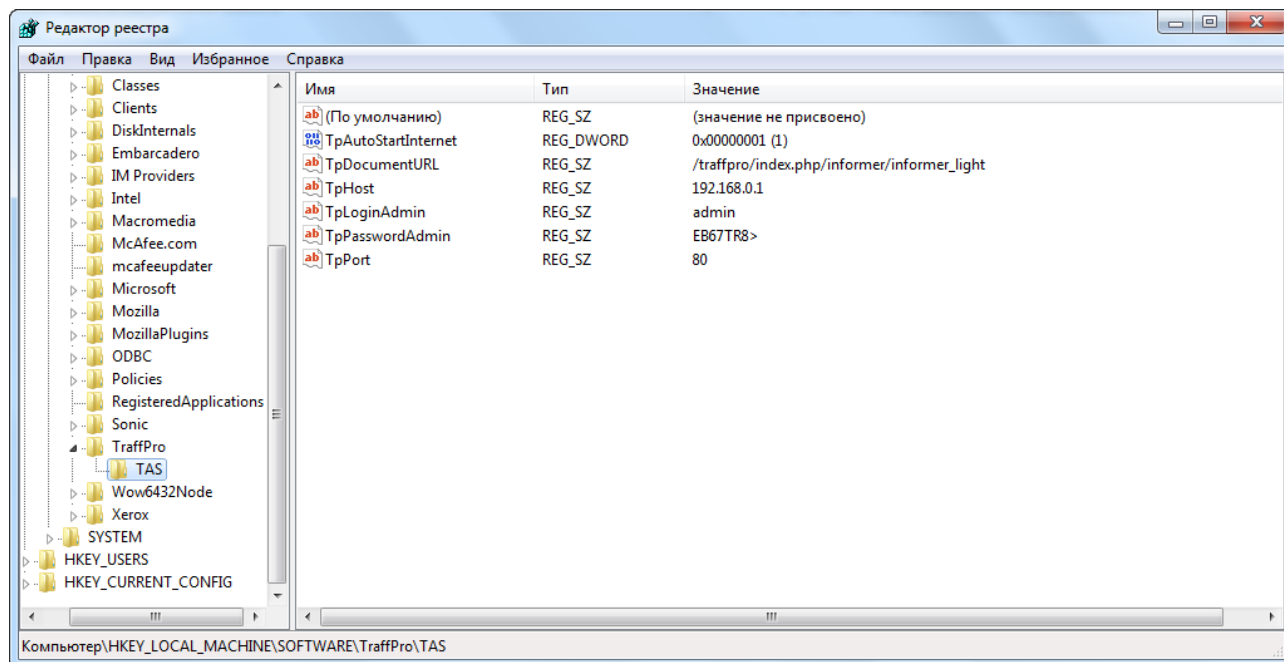 Редактор реестра
Файл Правка Вид Избранное Справка
Classes
Clients
DiskInternals
Embarcadero
IM Providers
Intel
Macromedia
McAfee.com
mcafeeupdater
Microsoft
Mozilla
MozillaPlugins
ODBC
Policies
RegisteredApplications
Sonic
TraffPro
TAS
Wow6432Node
Xerox
SYSTEM
HKEY_USERS
HKEY_CURRENT_CONFIG
Имя Тип Значение
(По умолчанию) REG_SZ (значение не присвоено)
TpAutoStartInternet REG_DWORD 0x00000001 (1)
TpDocumentURL REG_SZ /traffpro/index.php/informer/informer_light
TpHost REG_SZ 192.168.0.1
TpLoginAdmin REG_SZ admin
TpPasswordAdmin REG_SZ EB67TR8>
TpPort REG_SZ 80
Компьютер\HKEY_LOCAL_MACHINE\SOFTWARE\TraffPro\TAS